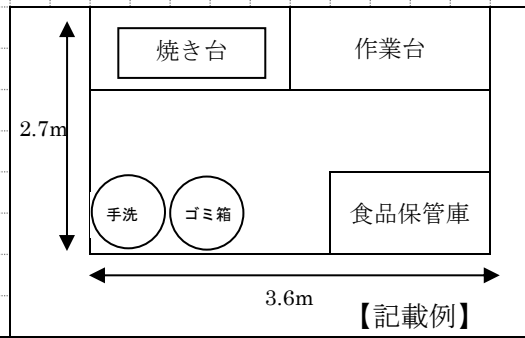 焼き台
作業台
2.7m
手洗
ゴミ箱
食品保管庫
3.6m
【記載例】